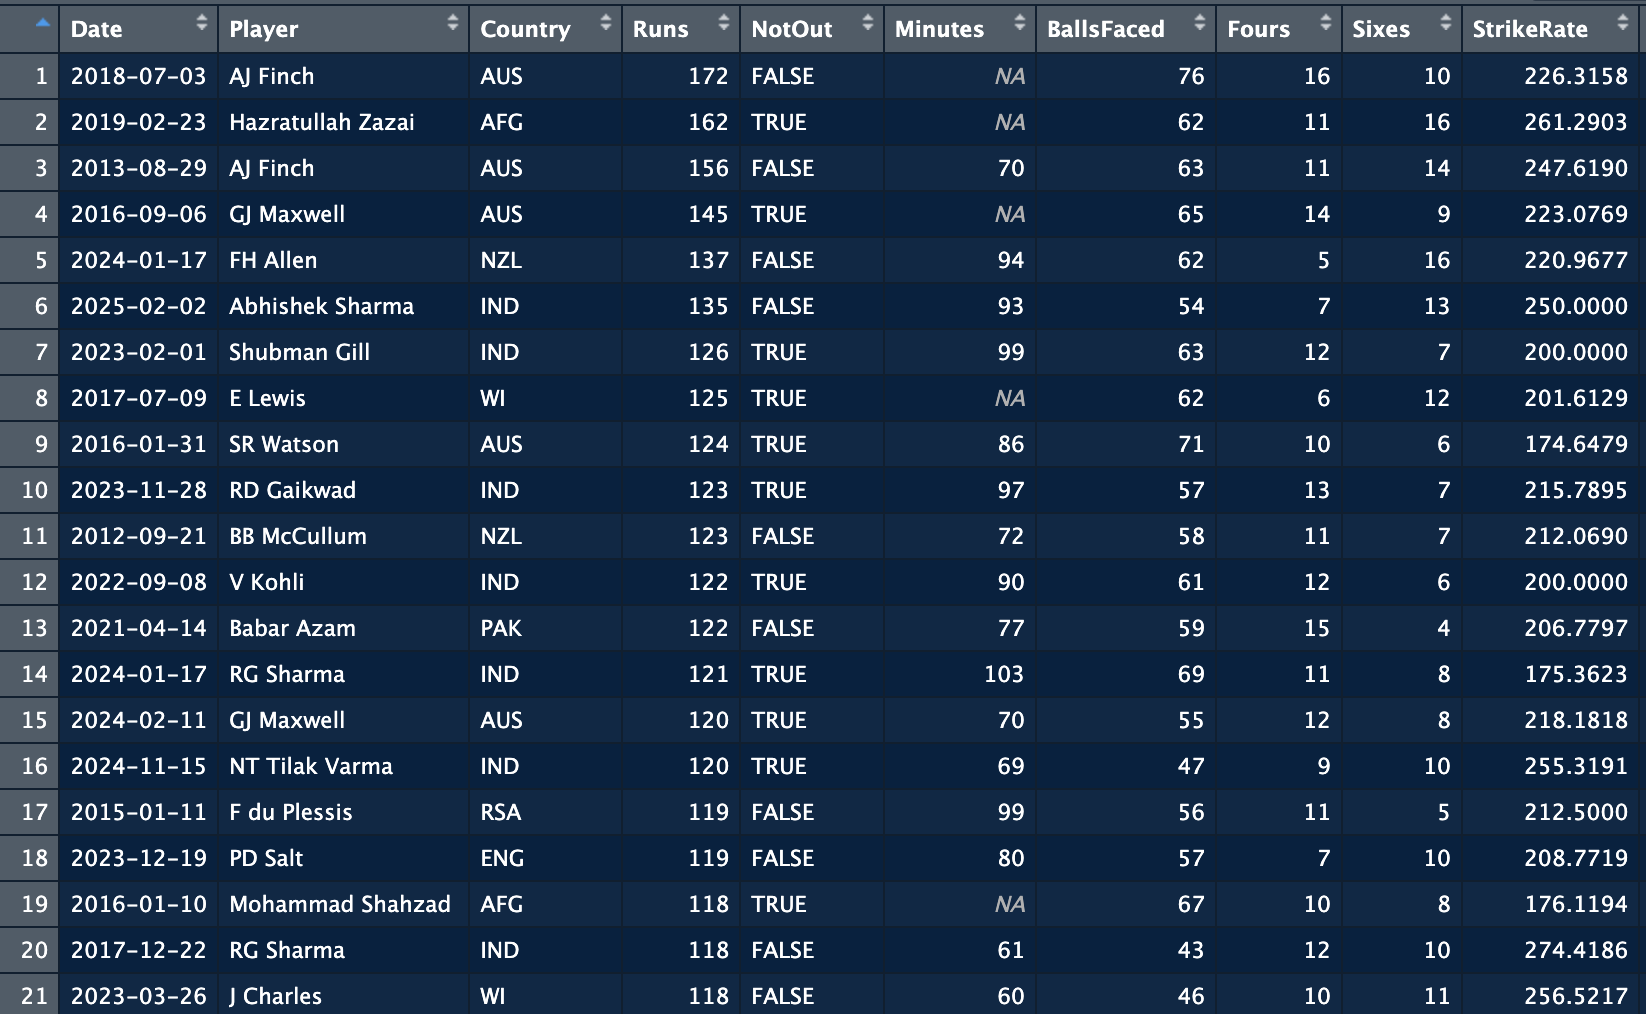 Date Player Country Runs NotOut Minutes BallsFaced Fours Sixes StrikeRate
1 2018-07-03 AJ Finch AUS 172 FALSE NA 76 16 10 226.3158
2 2019-02-23 Hazratullah Zazai AFG 162 TRUE NA 62 11 16 261.2903
3 2013-08-29 AJ Finch AUS 156 FALSE 70 63 11 14 247.6190
4 2016-09-06 GJ Maxwell AUS 145 TRUE NA 65 14 9 223.0769
5 2024-01-17 FH Allen NZL 137 FALSE 94 62 5 16 220.9677
6 2025-02-02 Abhishek Sharma IND 135 FALSE 93 54 7 13 250.0000
7 2023-02-01 Shubman Gill IND 126 TRUE 99 63 12 7 200.0000
8 2017-07-09 E Lewis WI 125 TRUE NA 62 6 12 201.6129
9 2016-01-31 SR Watson AUS 124 TRUE 86 71 10 6 174.6479
10 2023-11-28 RD Gaikwad IND 123 TRUE 97 57 13 7 215.7895
11 2012-09-21 BB McCullum NZL 123 FALSE 72 58 11 7 212.0690
12 2022-09-08 V Kohli IND 122 TRUE 90 61 12 6 200.0000
13 2021-04-14 Babar Azam PAK 122 FALSE 77 59 15 4 206.7797
14 2024-01-17 RG Sharma IND 121 TRUE 103 69 11 8 175.3623
15 2024-02-11 GJ Maxwell AUS 120 TRUE 70 55 12 8 218.1818
16 2024-11-15 NT Tilak Varma IND 120 TRUE 69 47 9 10 255.3191
17 2015-01-11 F du Plessis RSA 119 FALSE 99 56 11 5 212.5000
18 2023-12-19 PD Salt ENG 119 FALSE 80 57 7 10 208.7719
19 2016-01-10 Mohammad Shahzad AFG 118 TRUE NA 67 10 8 176.1194
20 2017-12-22 RG Sharma IND 118 FALSE 61 43 12 10 274.4186
21 2023-03-26 J Charles WI 118 FALSE 60 46 10 11 256.5217